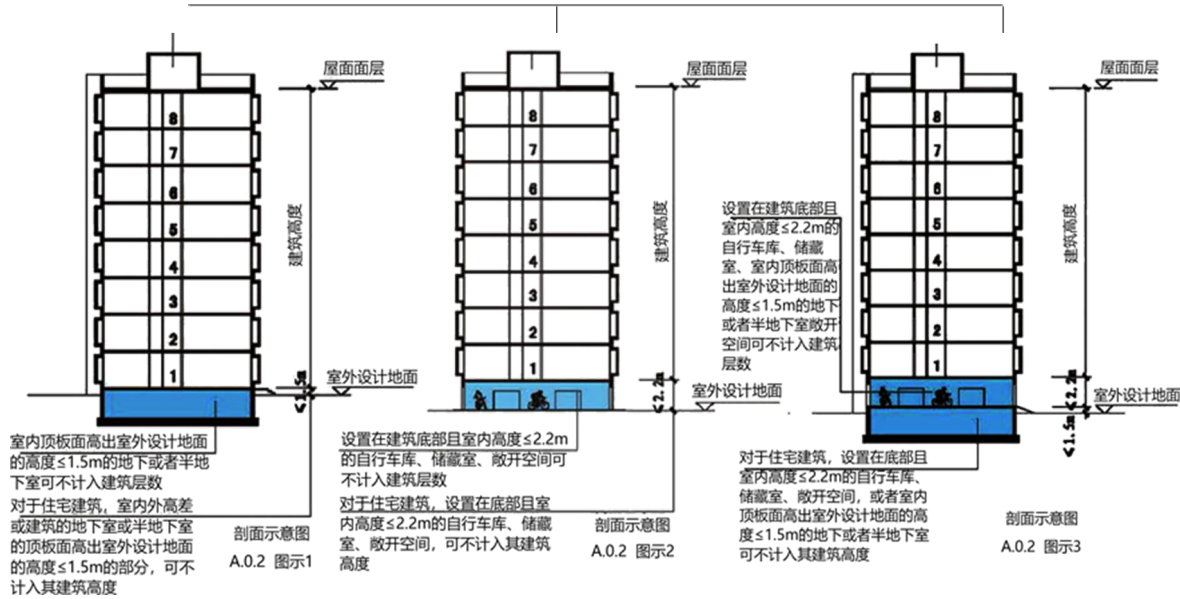 屋面面层
8
7
6
5
4
3
2
1
建筑高度
≤1.5m
室外设计地面
室内顶板面高出室外设计地面
的高度≤1.5m的地下或者半地
下室可不计入建筑层数
对于住宅建筑，室内外高差
或建筑的地下室或半地下室
的顶板面高出室外设计地面
的高度≤1.5m的部分，可不
计入其建筑高度
剖面示意图
A.0.2 图示1
屋面面层
8
7
6
5
4
3
2
1
建筑高度
≤2.2m
室外设计地面
设置在建筑底部且室内高度≤2.2m
的自行车库、储藏室、敞开空间可
不计入建筑层数
对于住宅建筑，设置在底部且室
内高度≤2.2m的自行车库、储藏
室、敞开空间，可不计入其建筑
高度
剖面示意图
A.0.2 图示2
屋面面层
8
7
6
5
4
3
2
1
建筑高度
≤2.2m
≤1.5m
室外设计地面
设置在建筑底部且
室内高度≤2.2m的
自行车库、储藏
室、室内顶板面高
出室外设计地面的
高度≤1.5m的地下
或者半地下室敞开
空间可不计入建筑
层数
对于住宅建筑，设置在底部且
室内高度≤2.2m的自行车库、
储藏室、敞开空间，或者室内
顶板面高出室外设计地面的高
度≤1.5m的地下或者半地下室
可不计入其建筑高度
剖面示意图
A.0.2 图示3